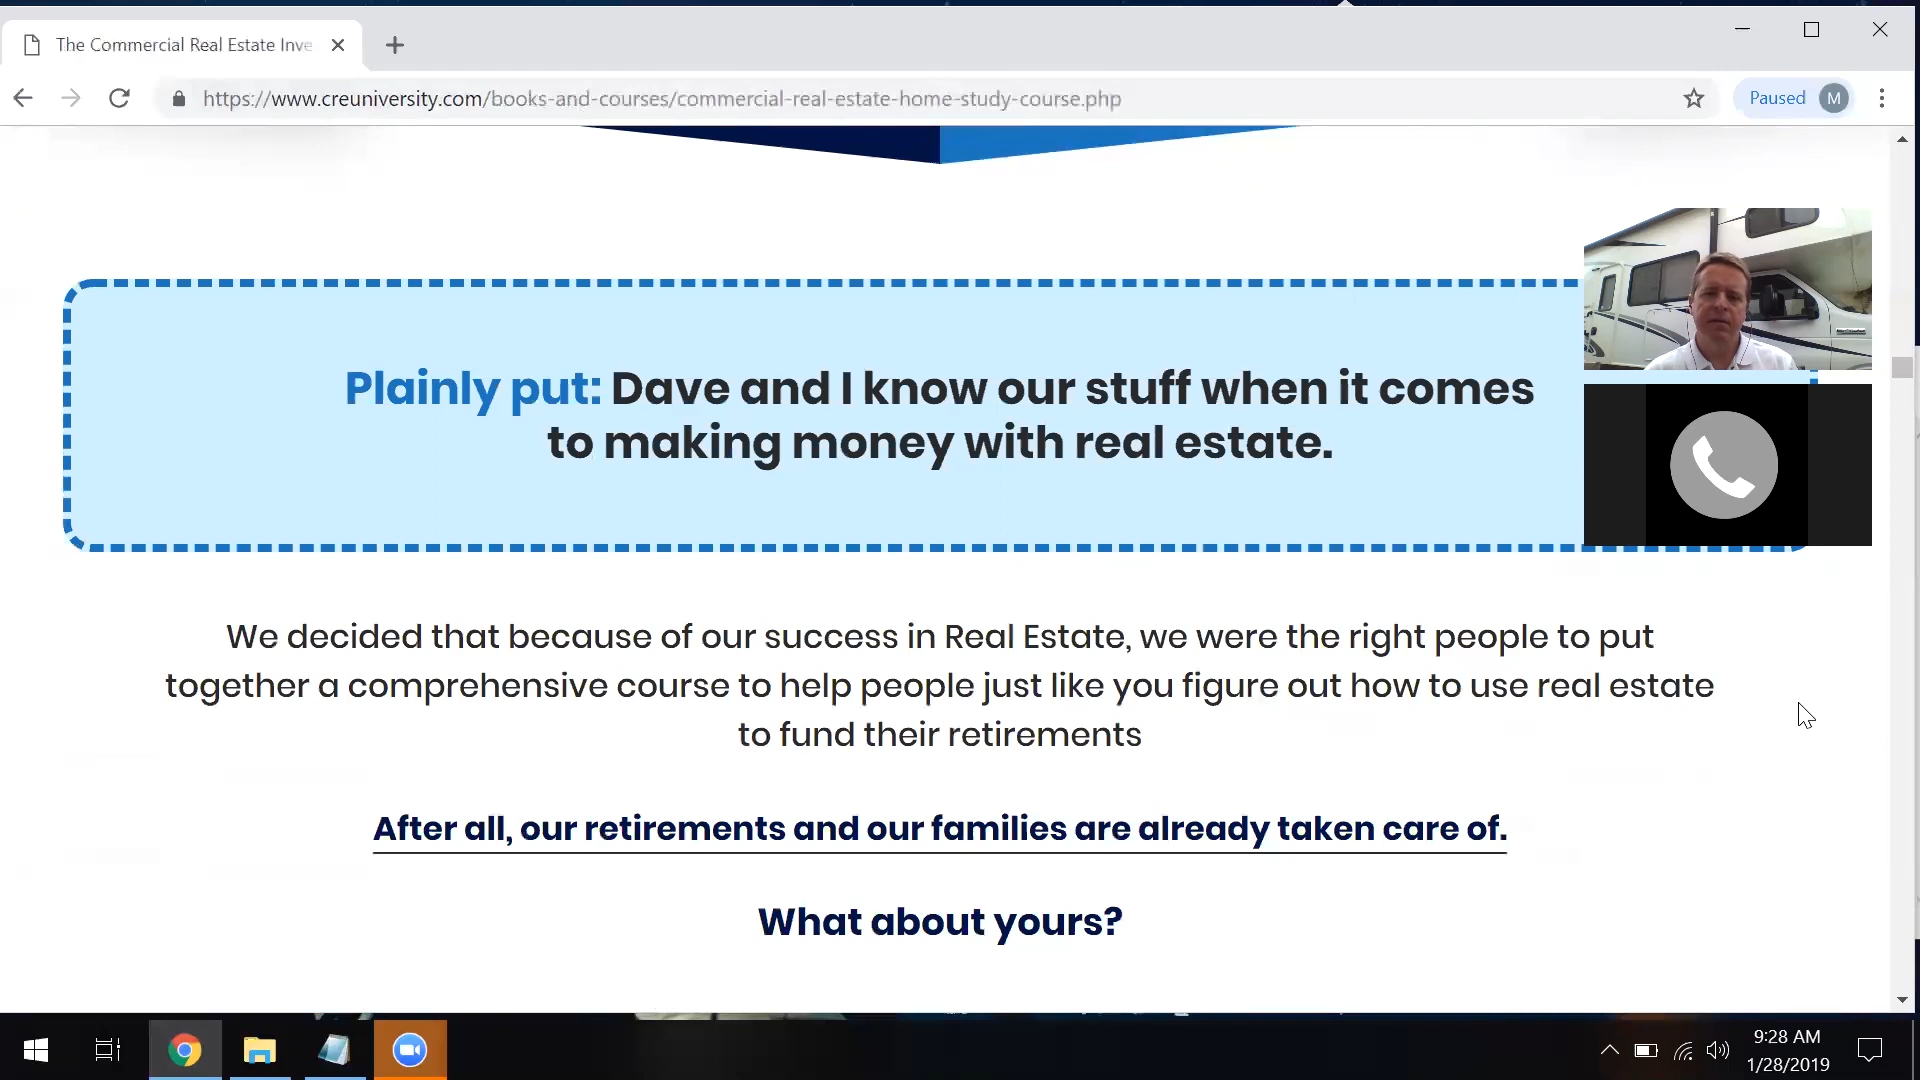 The Commercial Real Estate Inve
https://www.creuniversity.com/books-and-courses/commercial-real-estate-home-study-course.php
Paused
M
Plainly put: Dave and I know our stuff when it comes
to making money with real estate.
We decided that because of our success in Real Estate, we were the right people to put
together a comprehensive course to help people just like you figure out how to use real estate
to fund their retirements
After all, our retirements and our families are already taken care of.
What about yours?
9:28 AM
1/28/2019